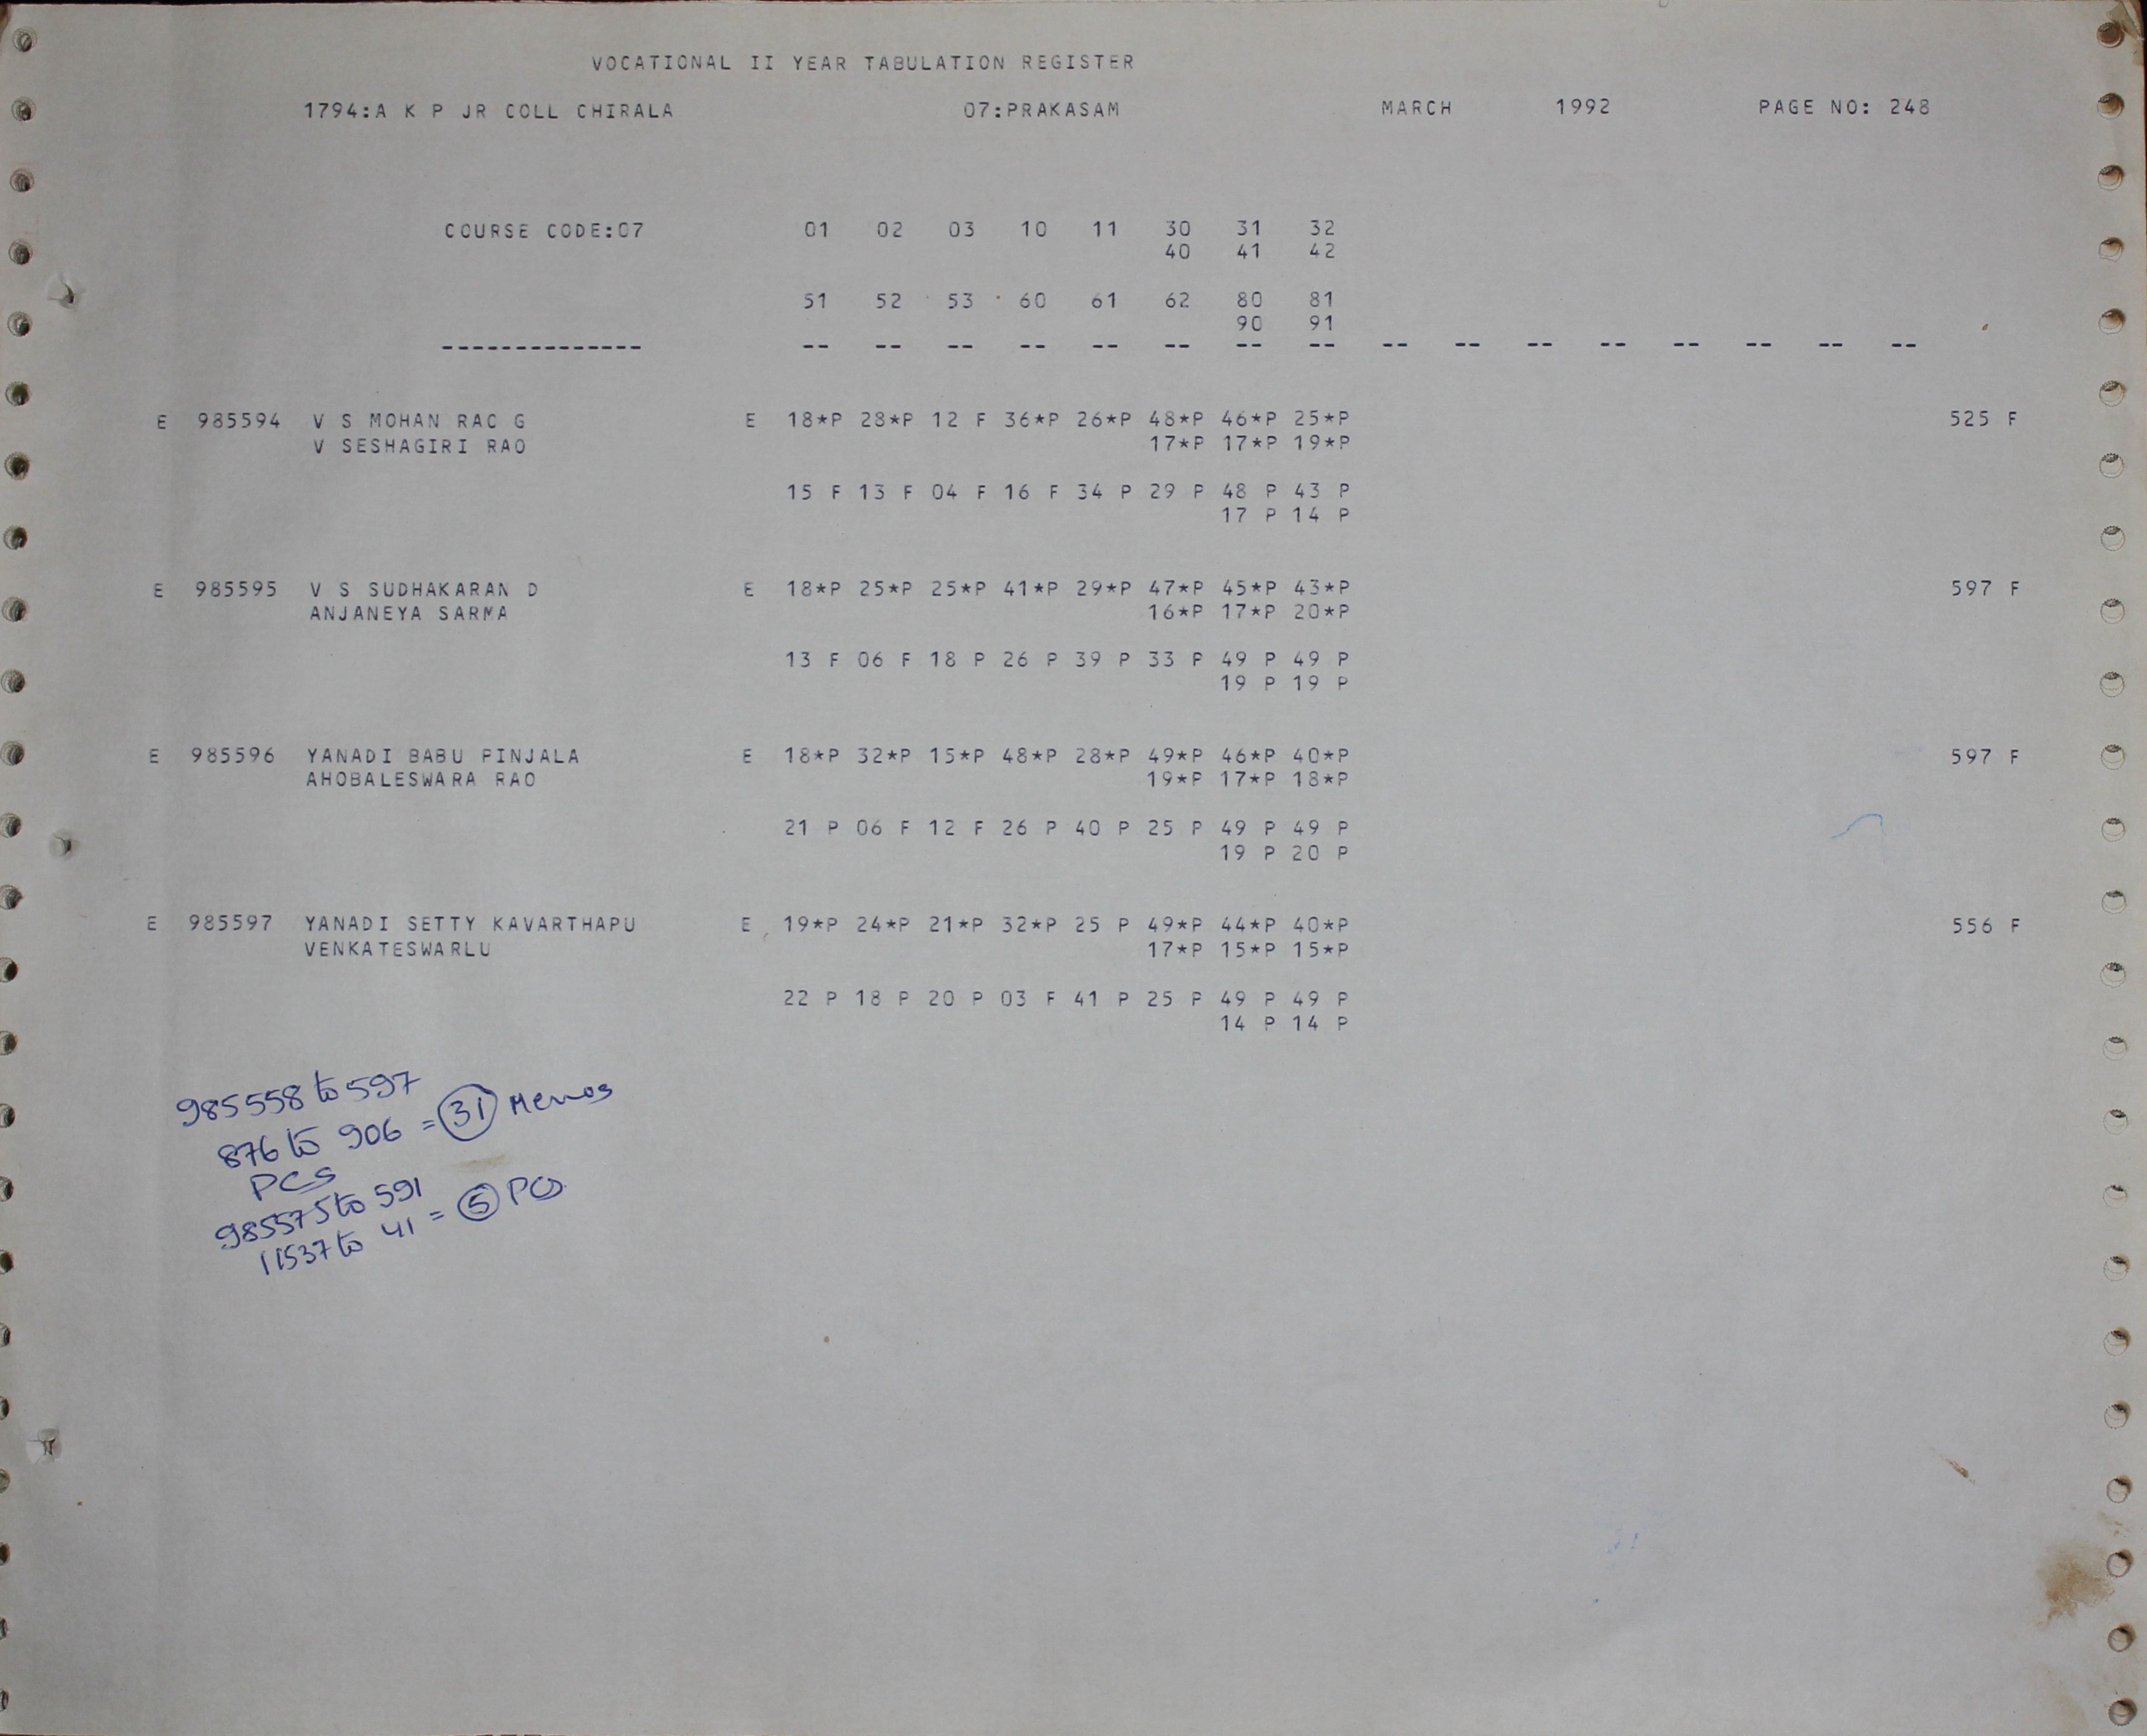 VOCATIONAL II YEAR TABULATION REGISTER
1794:A K P JR COLL CHIRALA 07:PRAKASAM MARCH 1992 PAGE NO: 248
COURSE CODE:07 01 02 03 10 11 30 31 32
40 41 42
51 52 53 60 61 62 80 81
90 91
-------------- -- -- -- -- -- -- -- -- -- -- -- -- -- -- -- --
E 985594 V S MOHAN RAO G E 18*P 28*P 12 F 36*P 26*P 48*P 46*P 25*P 525 F
V SESHAGIRI RAO 17*P 17*P 19*P
15 F 13 F 04 F 16 F 34 P 29 P 48 P 43 P
17 P 14 P
E 985595 V S SUDHAKARAN D E 18*P 25*P 25*P 41*P 29*P 47*P 45*P 43*P 597 F
ANJANEYA SARMA 16*P 17*P 20*P
13 F 06 F 18 P 26 P 39 P 33 P 49 P 49 P
19 P 19 P
E 985596 YANADI BABU PINJALA E 18*P 32*P 15*P 48*P 28*P 49*P 46*P 40*P 597 F
AHOBALESWARA RAO 19*P 17*P 18*P
21 P 06 F 12 F 26 P 40 P 25 P 49 P 49 P
19 P 20 P
E 985597 YANADI SETTY KAVARTHAPU E 19*P 24*P 21*P 32*P 25 P 49*P 44*P 40*P 556 F
VENKATESWARLU 17*P 15*P 15*P
22 P 18 P 20 P 03 F 41 P 25 P 49 P 49 P
14 P 14 P
985558 to 597
876 to 906 = 31 Memos
PCs
985575 to 591
11537 to 41 = 5 PCs